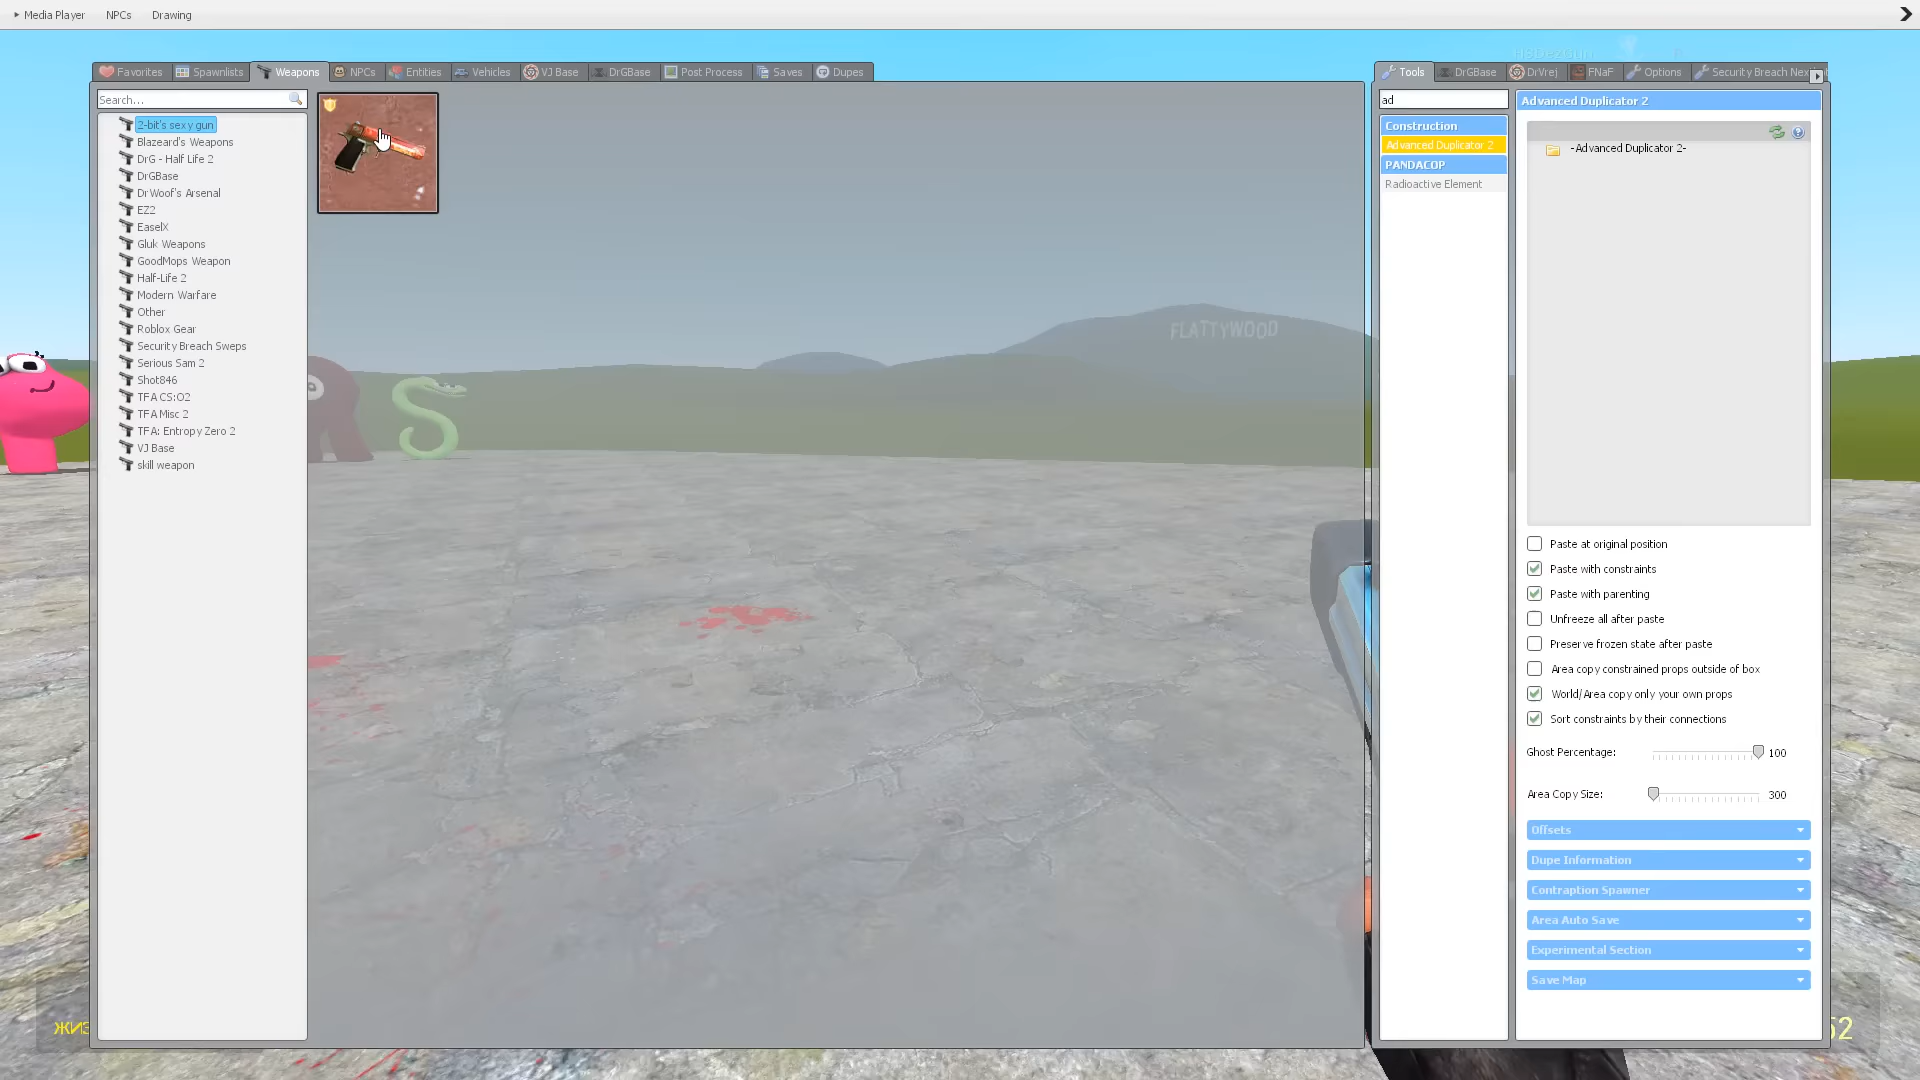 Media Player NPCs Drawing
Favorites Spawnlists Weapons NPCs Entities Vehicles VJ Base DrGBase Post Process Saves Dupes
Search...
2-bit's sexy gun
Blazeard's Weapons
DrG - Half Life 2
DrGBase
DrWoof's Arsenal
EZ2
EaselX
Gluk Weapons
GoodMops Weapon
Half-Life 2
Modern Warfare
Other
Roblox Gear
Security Breach Sweps
Serious Sam 2
Shot846
TFA CS:O2
TFA Misc 2
TFA: Entropy Zero 2
VJ Base
skill weapon
FLATTYWOOD
Tools DrGBase DrVrej FNaF Options Security Breach
ad
Construction
Advanced Duplicator 2
PANDACOP
Radioactive Element
Advanced Duplicator 2
-Advanced Duplicator 2-
Paste at original position
Paste with constraints
Paste with parenting
Unfreeze all after paste
Preserve frozen state after paste
Area copy constrained props outside of box
World/Area copy only your own props
Sort constraints by their connections
Ghost Percentage: 100
Area Copy Size: 300
Offsets
Dupe Information
Contraption Spawner
Area Auto Save
Experimental Section
Save Map